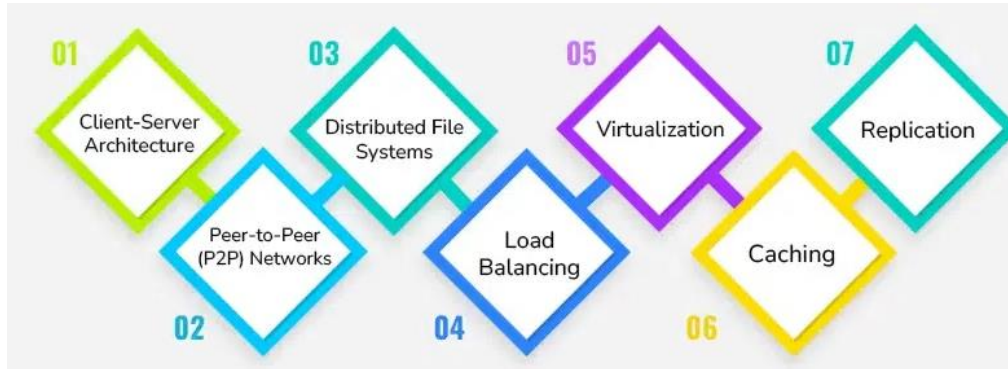 01
Client-Server
Architecture
02
Peer-to-Peer
(P2P) Networks
03
Distributed File
Systems
04
Load
Balancing
05
Virtualization
06
Caching
07
Replication